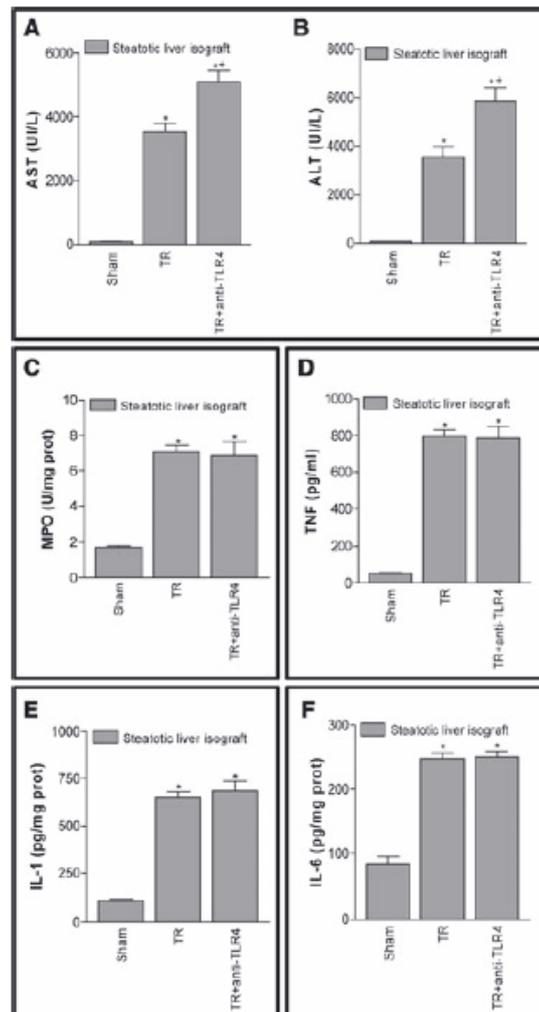 A
Steatotic liver isograft
AST (UI/L)
6000
4000
2000
0
Sham
TR
TR+anti-TLR4
*
*+
B
Steatotic liver isograft
ALT (UI/L)
8000
6000
4000
2000
0
Sham
TR
TR+anti-TLR4
*
*+
C
Steatotic liver isograft
MPO (U/mg prot)
8
6
4
2
0
Sham
TR
TR+anti-TLR4
*
*
D
Steatotic liver isograft
TNF (pg/ml)
1000
800
600
400
200
0
Sham
TR
TR+anti-TLR4
*
*
E
Steatotic liver isograft
IL-1 (pg/mg prot)
1000
750
500
250
0
Sham
TR
TR+anti-TLR4
*
*
F
Steatotic liver isograft
IL-6 (pg/mg prot)
300
200
100
0
Sham
TR
TR+anti-TLR4
*
*